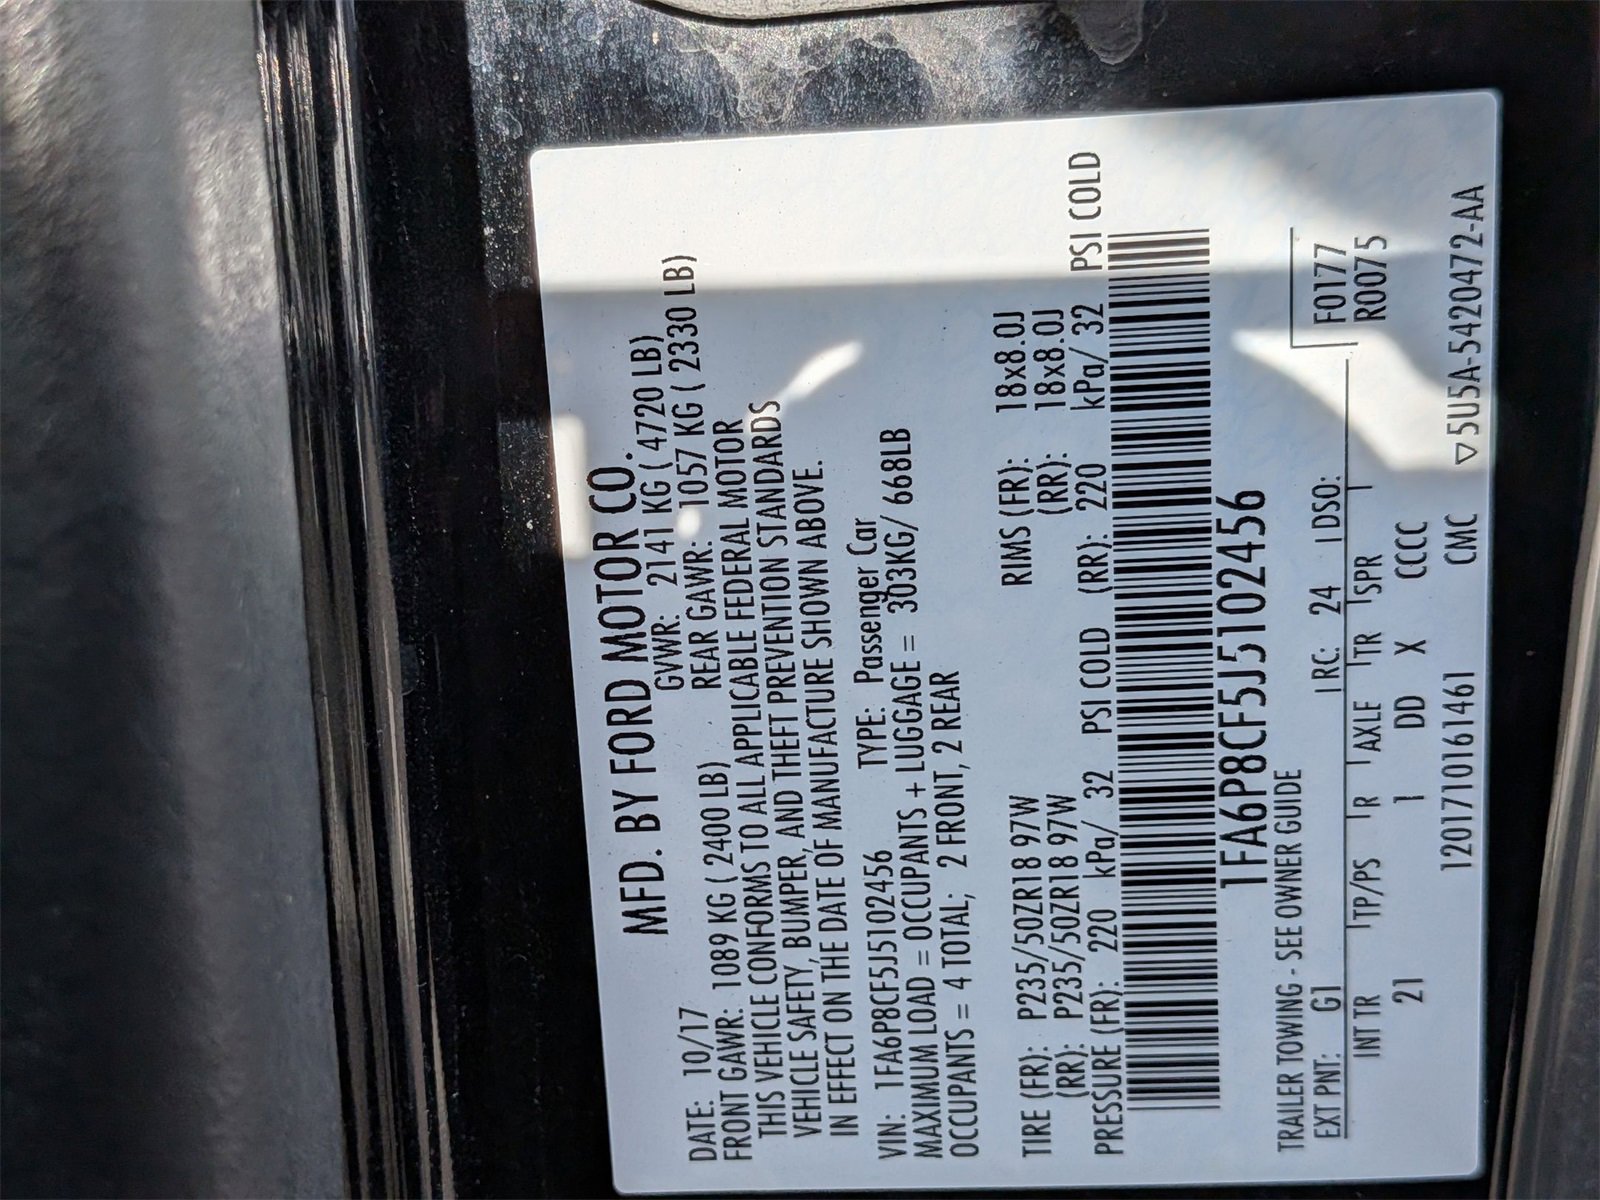 MFD. BY FORD MOTOR CO.
DATE: 10/17 GVWR: 2141 KG ( 4720 LB)
FRONT GAWR: 1089 KG ( 2400 LB) REAR GAWR: 1057 KG ( 2330 LB)
THIS VEHICLE CONFORMS TO ALL APPLICABLE FEDERAL MOTOR
VEHICLE SAFETY, BUMPER, AND THEFT PREVENTION STANDARDS
IN EFFECT ON THE DATE OF MANUFACTURE SHOWN ABOVE.
VIN: 1FA6P8CF5J5102456 TYPE: Passenger Car
MAXIMUM LOAD = OCCUPANTS + LUGGAGE = 303KG/ 668LB
OCCUPANTS = 4 TOTAL; 2 FRONT, 2 REAR
TIRE (FR): P235/50ZR18 97W RIMS (FR): 18x8.0J
(RR): P235/50ZR18 97W (RR): 18x8.0J
PRESSURE (FR): 220 kPa/ 32 PSI COLD (RR): 220 kPa/ 32 PSI COLD
1FA6P8CF5J5102456
TRAILER TOWING - SEE OWNER GUIDE
EXT PNT: G1 RC: 24 DSO: F0177
R0075
INT TR TP/PS R AXLE TR SPR
21 1 DD X CCCC
1201710161461 CMC ▽5U5A-5420472-AA